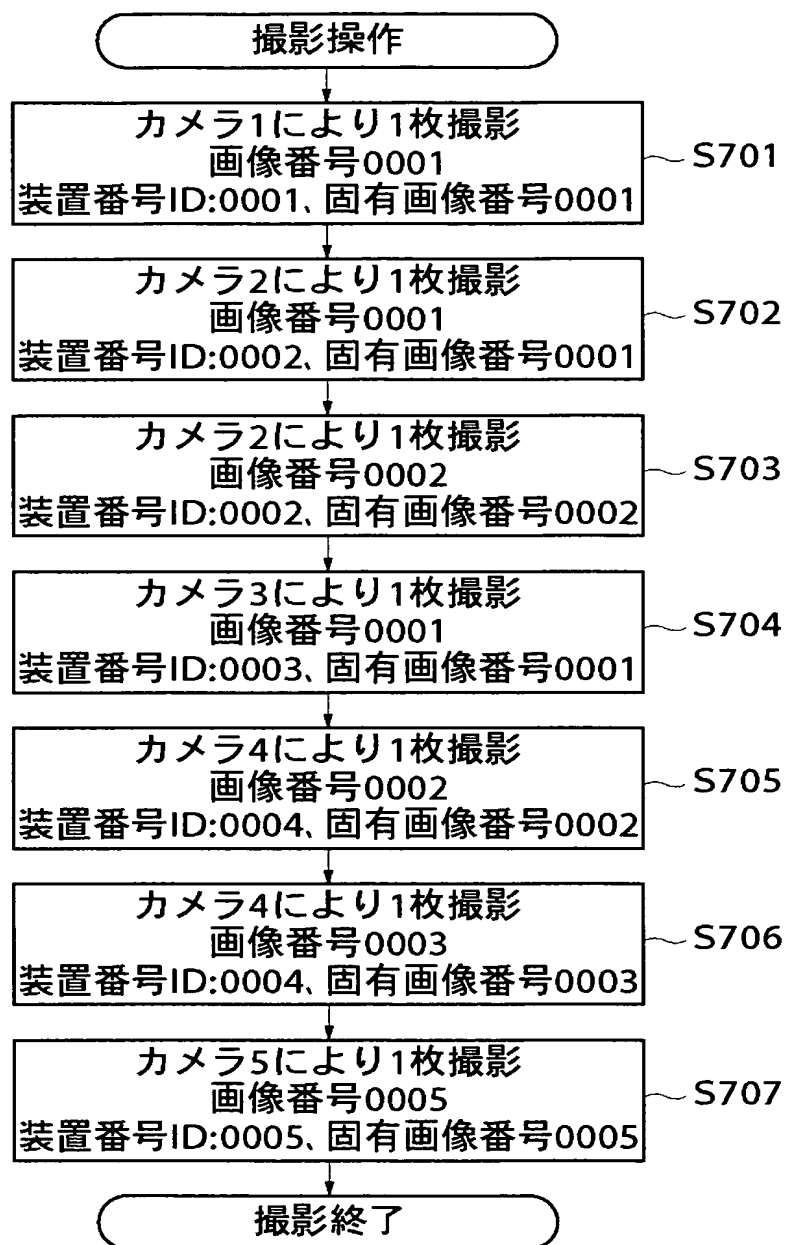 撮影操作
カメラ1により1枚撮影
画像番号0001
装置番号ID:0001、固有画像番号0001
S701
カメラ2により1枚撮影
画像番号0001
装置番号ID:0002、固有画像番号0001
S702
カメラ2により1枚撮影
画像番号0002
装置番号ID:0002、固有画像番号0002
S703
カメラ3により1枚撮影
画像番号0001
装置番号ID:0003、固有画像番号0001
S704
カメラ4により1枚撮影
画像番号0002
装置番号ID:0004、固有画像番号0002
S705
カメラ4により1枚撮影
画像番号0003
装置番号ID:0004、固有画像番号0003
S706
カメラ5により1枚撮影
画像番号0005
装置番号ID:0005、固有画像番号0005
S707
撮影終了